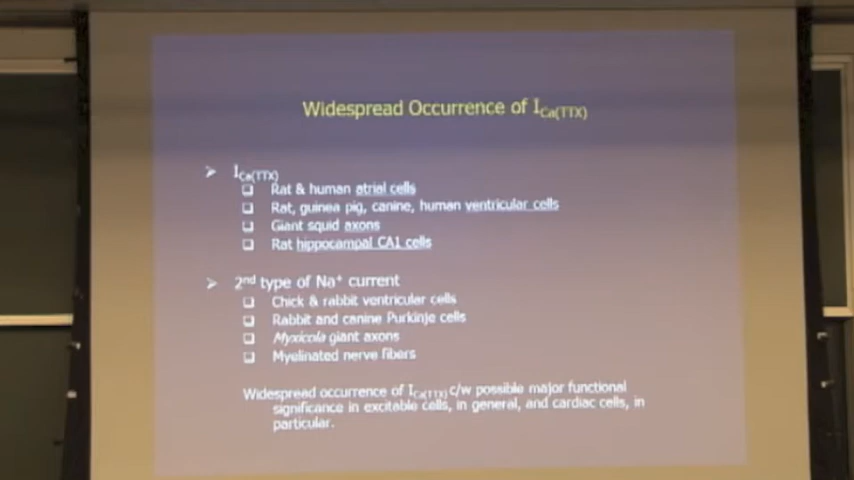 Widespread Occurrence of I Ca(TTX)
➢ I Ca(TTX)
❑ Rat & human atrial cells
❑ Rat, guinea pig, canine, human ventricular cells
❑ Giant squid axons
❑ Rat hippocampal CA1 cells
➢ 2nd type of Na+ current
❑ Chick & rabbit ventricular cells
❑ Rabbit and canine Purkinje cells
❑ Myxicola giant axons
❑ Myelinated nerve fibers
Widespread occurrence of I Ca(TTX) c/w possible major functional
significance in excitable cells, in general, and cardiac cells, in
particular.